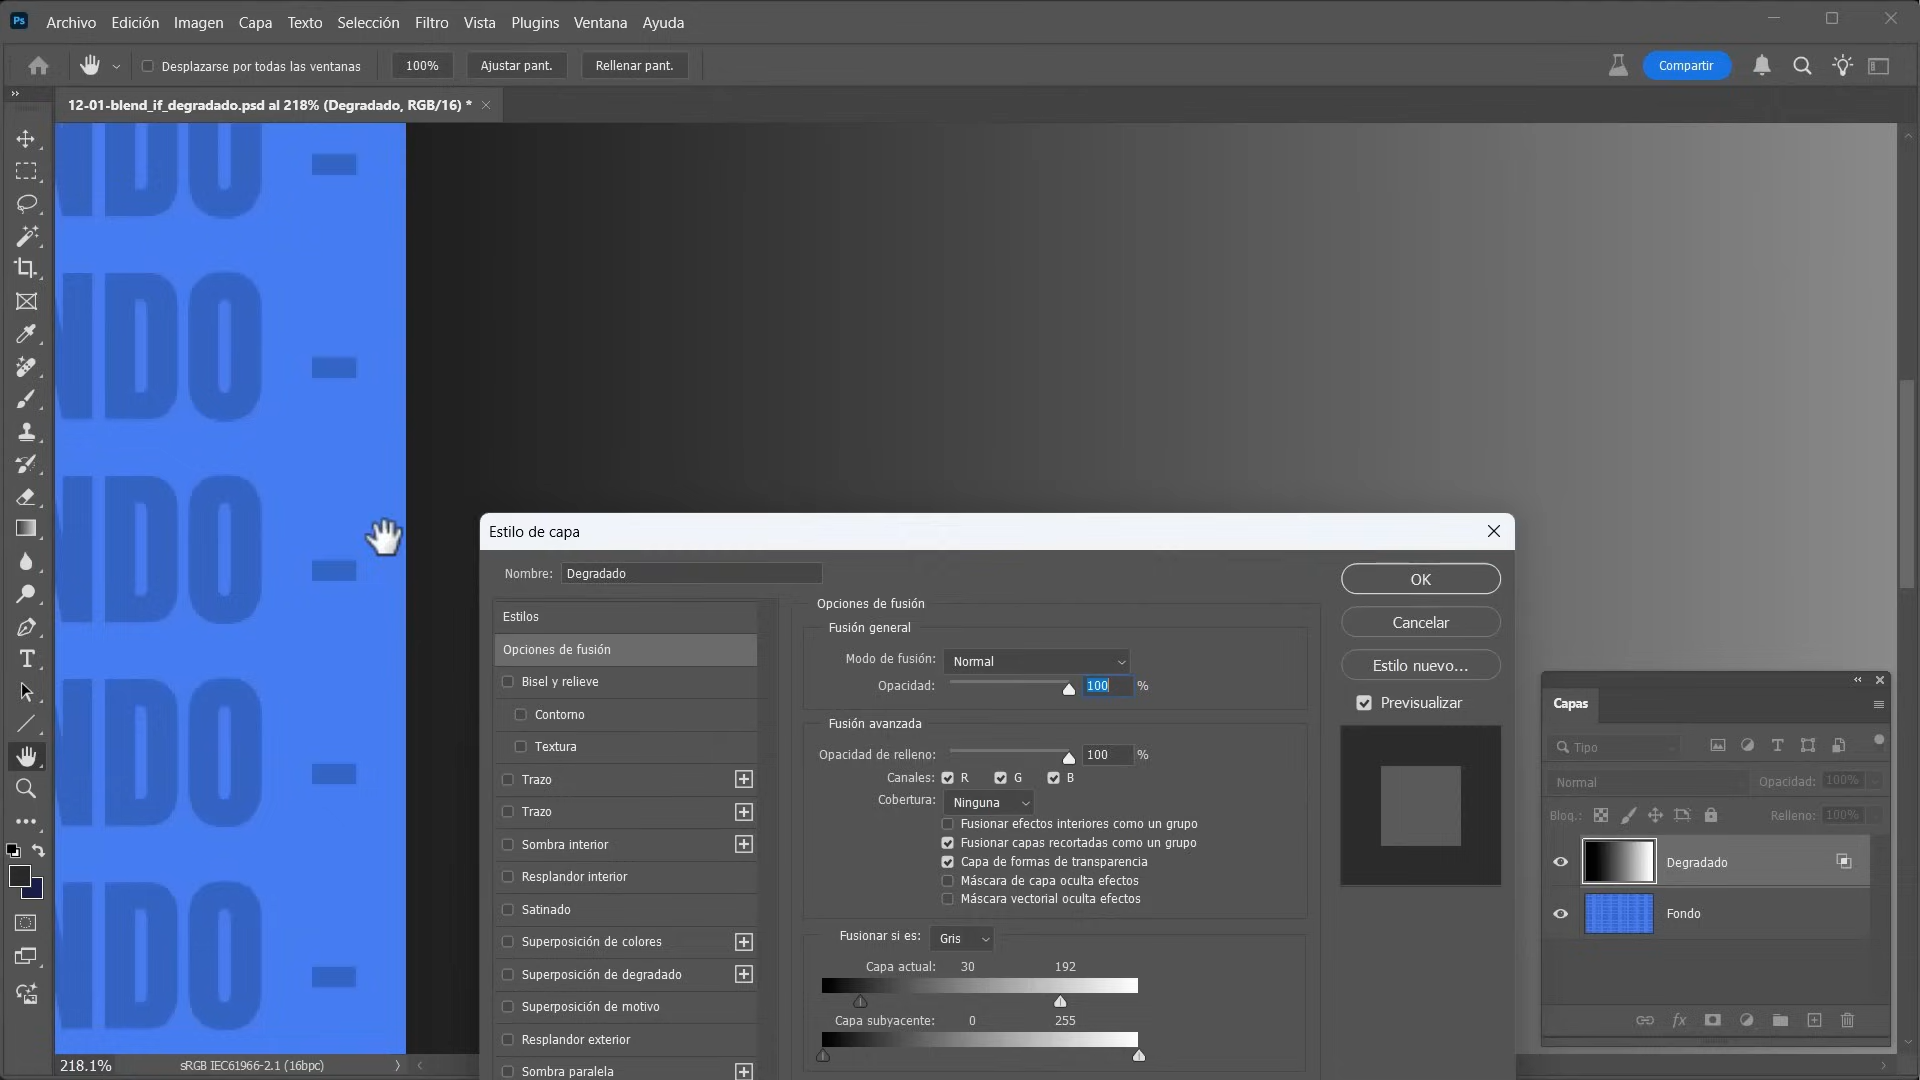 Ps Archivo Edición Imagen Capa Texto Selección Filtro Vista Plugins Ventana Ayuda
Desplazarse por todas las ventanas 100% Ajustar pant. Rellenar pant. Compartir
12-01-blend_if_degradado.psd al 218% (Degradado, RGB/16) *
NDO -
NDO -
NDO -
NDO -
NDO -
Estilo de capa
Nombre: Degradado
Estilos
Opciones de fusión
Bisel y relieve
Contorno
Textura
Trazo
Trazo
Sombra interior
Resplandor interior
Satinado
Superposición de colores
Superposición de degradado
Superposición de motivo
Resplandor exterior
Sombra paralela
Opciones de fusión
Fusión general
Modo de fusión: Normal
Opacidad: 100 %
Fusión avanzada
Opacidad de relleno: 100 %
Canales: R G B
Cobertura: Ninguna
Fusionar efectos interiores como un grupo
Fusionar capas recortadas como un grupo
Capa de formas de transparencia
Máscara de capa oculta efectos
Máscara vectorial oculta efectos
Fusionar si es: Gris
Capa actual: 30 192
Capa subyacente: 0 255
OK
Cancelar
Estilo nuevo...
Previsualizar
Capas
Tipo
Normal Opacidad: 100%
Bloq.: Relleno: 100%
Degradado
Fondo
218.1% sRGB IEC61966-2.1 (16bpc)